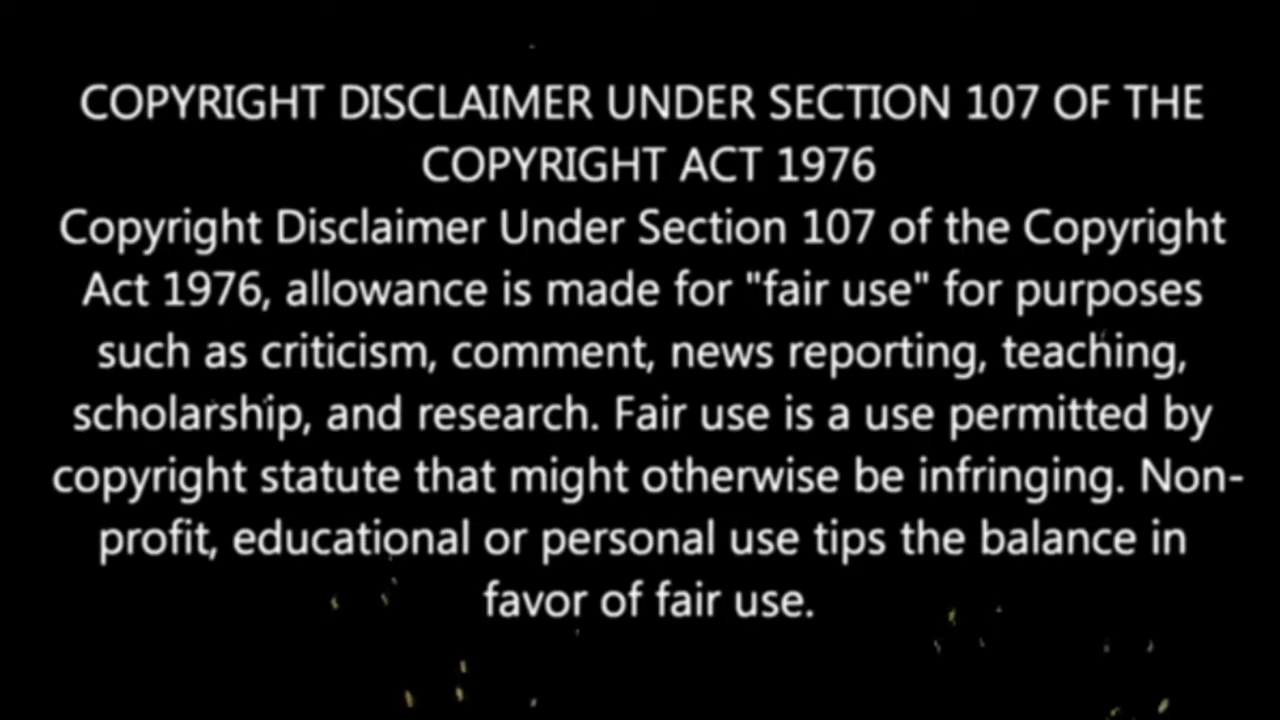 COPYRIGHT DISCLAIMER UNDER SECTION 107 OF THE
COPYRIGHT ACT 1976
Copyright Disclaimer Under Section 107 of the Copyright
Act 1976, allowance is made for "fair use" for purposes
such as criticism, comment, news reporting, teaching,
scholarship, and research. Fair use is a use permitted by
copyright statute that might otherwise be infringing. Non-
profit, educational or personal use tips the balance in
favor of fair use.